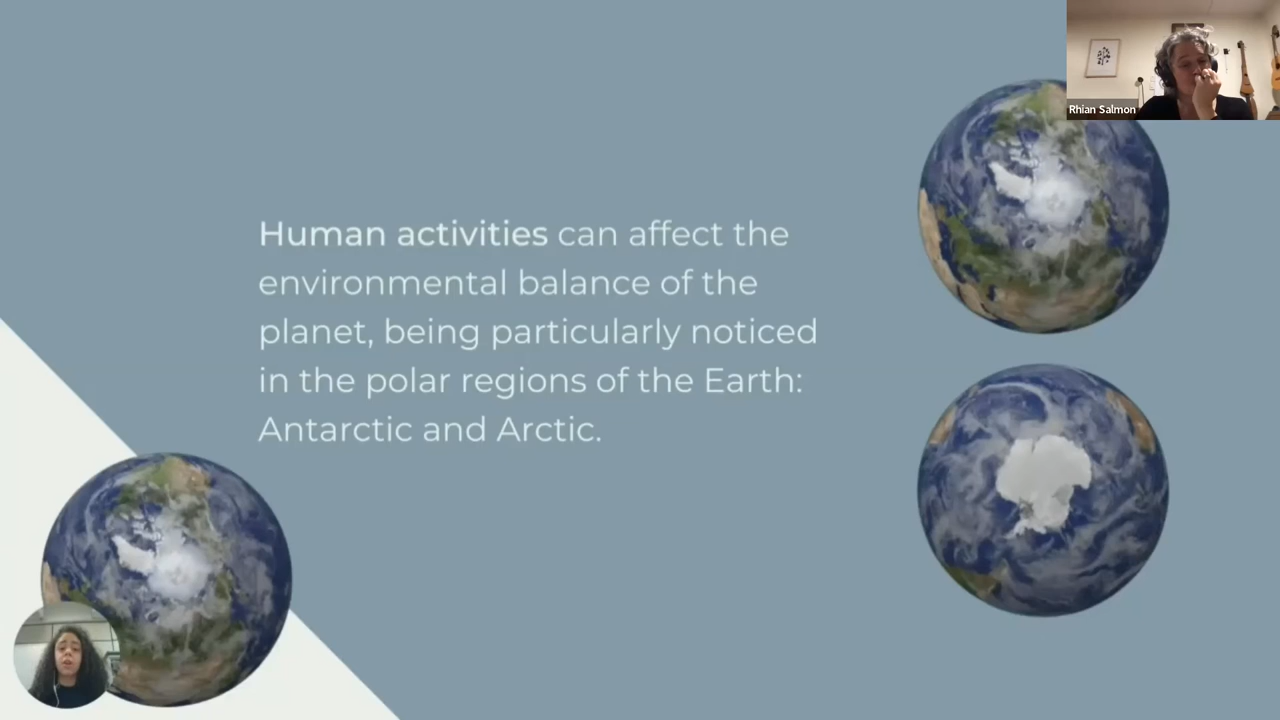 Rhian Salmon
Human activities can affect the
environmental balance of the
planet, being particularly noticed
in the polar regions of the Earth:
Antarctic and Arctic.